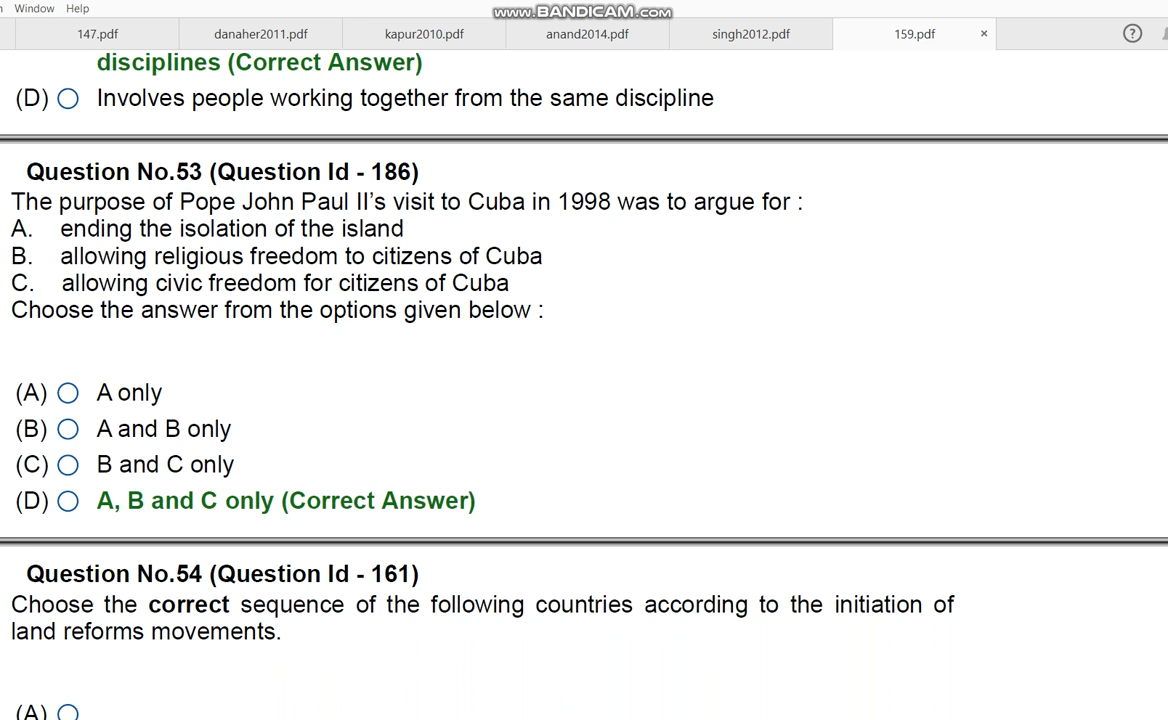 Window Help
www.BANDICAM.com
147.pdf danaher2011.pdf kapur2010.pdf anand2014.pdf singh2012.pdf 159.pdf × ?
disciplines (Correct Answer)
(D) Involves people working together from the same discipline
Question No.53 (Question Id - 186)
The purpose of Pope John Paul II’s visit to Cuba in 1998 was to argue for :
A. ending the isolation of the island
B. allowing religious freedom to citizens of Cuba
C. allowing civic freedom for citizens of Cuba
Choose the answer from the options given below :
(A) A only
(B) A and B only
(C) B and C only
(D) A, B and C only (Correct Answer)
Question No.54 (Question Id - 161)
Choose the correct sequence of the following countries according to the initiation of
land reforms movements.
(A)